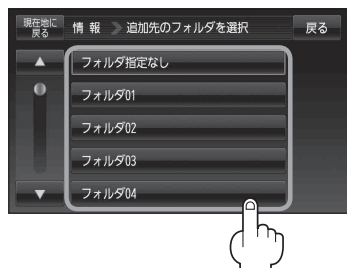 現在地に
戻る
情 報 追加先のフォルダを選択
戻る
▲
フォルダ指定なし
フォルダ01
フォルダ02
フォルダ03
フォルダ04
▼